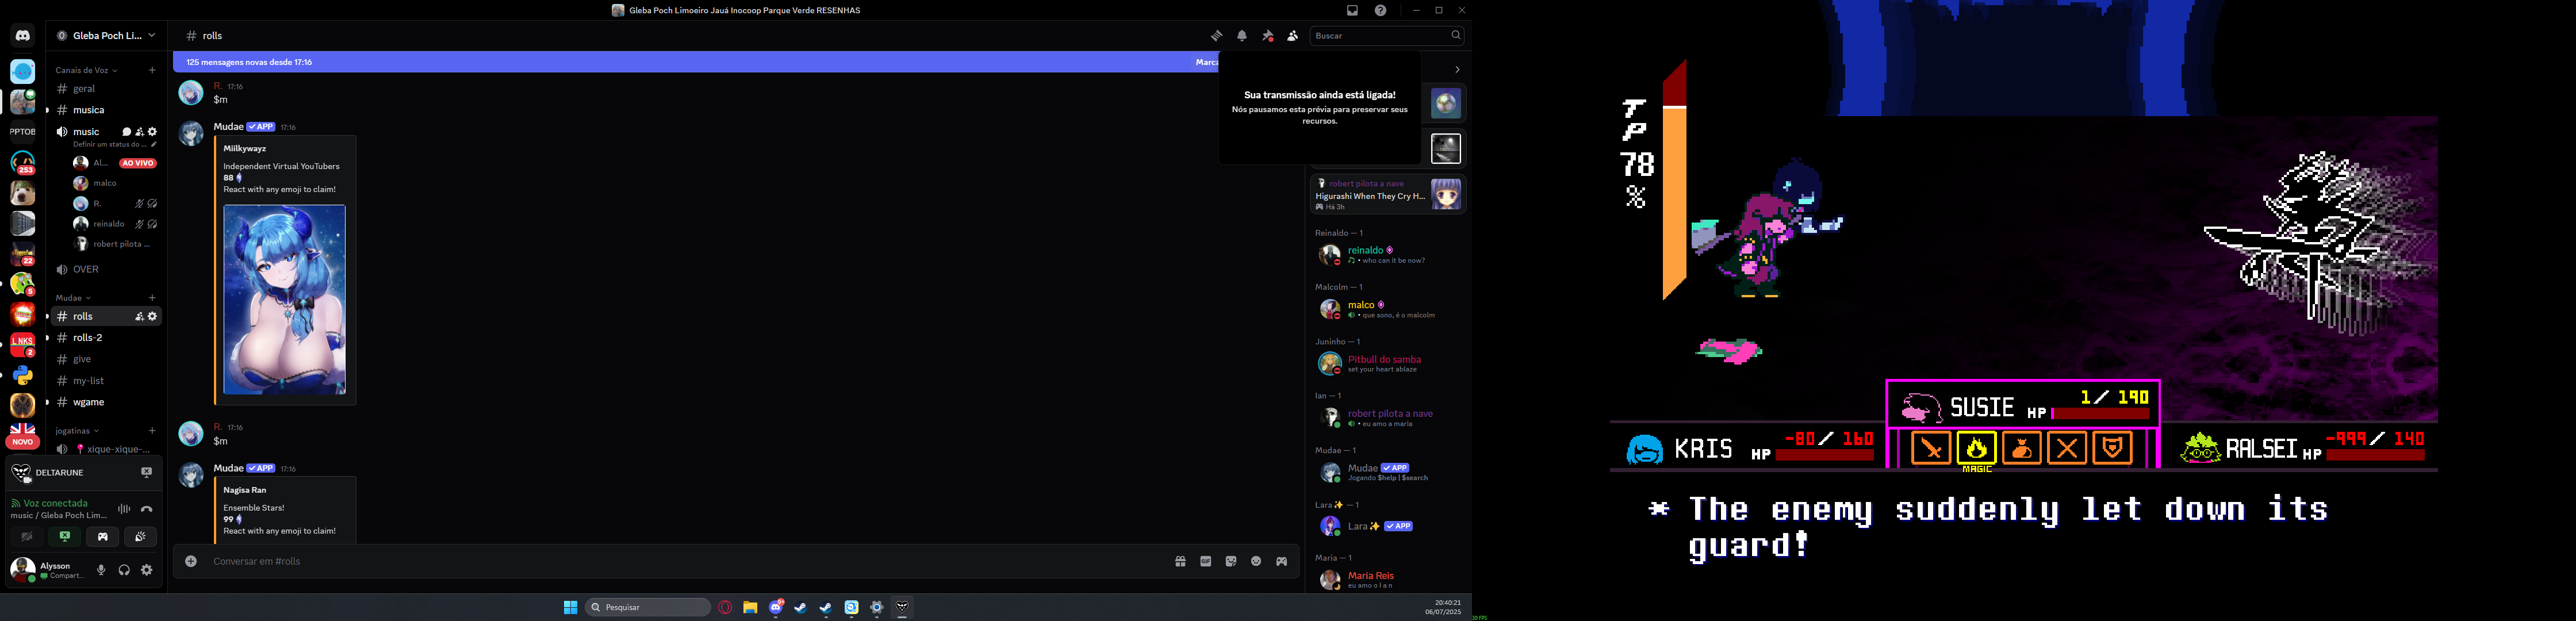 Gleba Poch Limoeiro Jauá Inocoop Parque Verde RESENHAS
Gleba Poch Li...
Canais de Voz
geral
musica
music
Definir um status do ...
Al...
AO VIVO
malco
R.
reinaldo
robert pilota ...
OVER
Mudae
rolls
rolls-2
give
my-list
wgame
jogatinas
xique-xique-...
PPTOB
253
22
5
LINKS
2
NOVO
DELTARUNE
Voz conectada
music / Gleba Poch Lim...
Alysson
Compart...
# rolls
Buscar
125 mensagens novas desde 17:16
Marca
R. 17:16
$m
Mudae APP 17:16
Miilkywayz
Independent Virtual YouTubers
88
React with any emoji to claim!
R. 17:16
$m
Mudae APP 17:16
Nagisa Ran
Ensemble Stars!
99
React with any emoji to claim!
Conversar em #rolls
GIF
Sua transmissão ainda está ligada!
Nós pausamos esta prévia para preservar seus
recursos.
robert pilota a nave
Higurashi When They Cry H...
Há 3h
Reinaldo — 1
reinaldo
• who can it be now?
Malcolm — 1
malco
• que sono, é o malcolm
Juninho — 1
Pitbull do samba
set your heart ablaze
Ian — 1
robert pilota a nave
• eu amo a maria
Mudae — 1
Mudae APP
Jogando $help | $search
Lara✨ — 1
Lara✨ APP
Maria — 1
Maria Reis
eu amo o l a n
Pesquisar
20:40:21
06/07/2025
30 FPS
TP
78
%
SUSIE HP 1/ 190
KRIS HP -80/ 160
MAGIC
RALSEI HP -999/ 140
* The enemy suddenly let down its
guard!